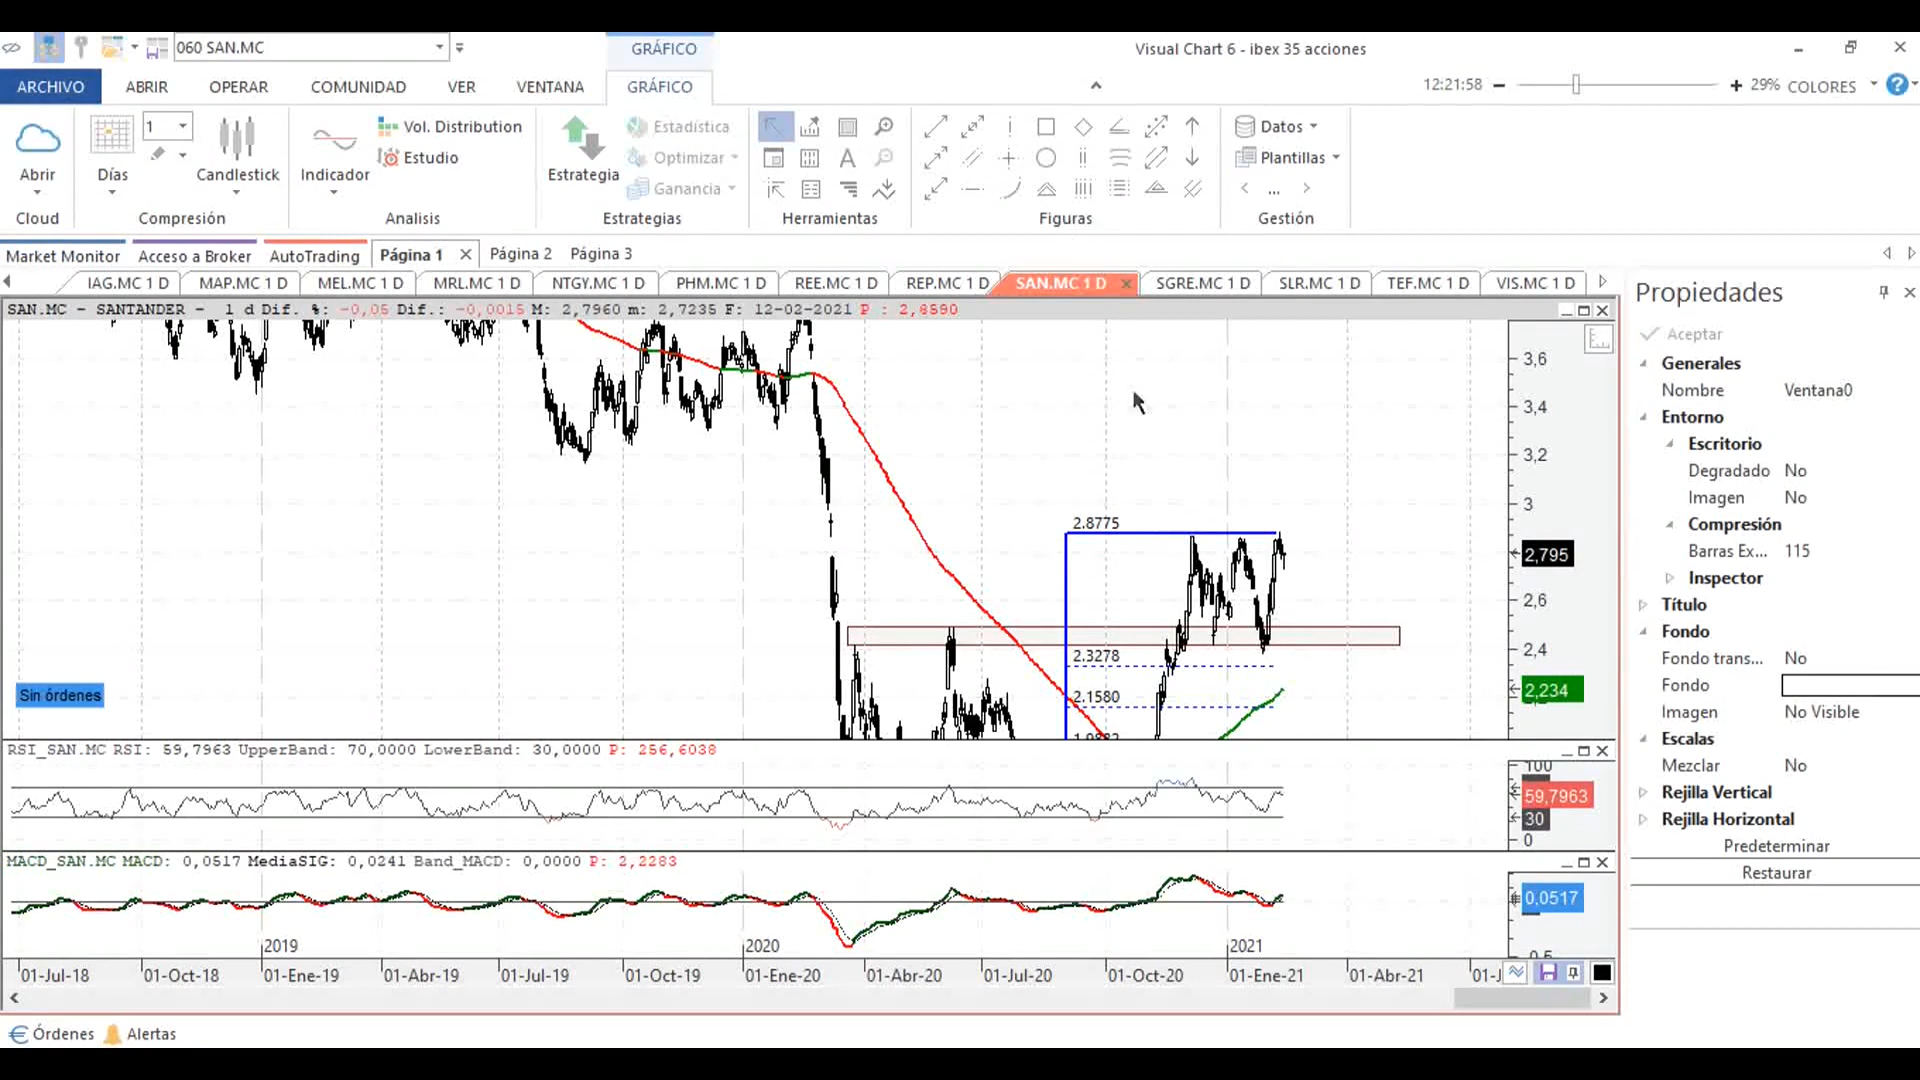 060 SAN.MC
GRÁFICO
Visual Chart 6 - ibex 35 acciones
ARCHIVO ABRIR OPERAR COMUNIDAD VER VENTANA GRÁFICO
12:21:58 29% COLORES
Abrir
Cloud
Días
1
Candlestick
Compresión
Indicador
Vol. Distribution
Estudio
Analisis
Estrategia
Estadística
Optimizar
Ganancia
Estrategias
A
Herramientas
Figuras
Datos
Plantillas
...
Gestión
Market Monitor Acceso a Broker AutoTrading Página 1 Página 2 Página 3
IAG.MC 1 D MAP.MC 1 D MEL.MC 1 D MRL.MC 1 D NTGY.MC 1 D PHM.MC 1 D REE.MC 1 D REP.MC 1 D SAN.MC 1 D SGRE.MC 1 D SLR.MC 1 D TEF.MC 1 D VIS.MC 1 D
SAN.MC - SANTANDER - 1 d Dif. %: -0,05 Dif.: -0,0015 M: 2,7960 m: 2,7235 F: 12-02-2021 P : 2,8590
3,6
3,4
3,2
3
2.8775
2,795
2,6
2,4
2.3278
2.1580
2,234
Sin órdenes
RSI_SAN.MC RSI: 59,7963 UpperBand: 70,0000 LowerBand: 30,0000 P: 256,6038
100
59,7963
30
0
MACD_SAN.MC MACD: 0,0517 MediaSIG: 0,0241 Band_MACD: 0,0000 P: 2,2283
0,0517
2019 2020 2021
01-Jul-18 01-Oct-18 01-Ene-19 01-Abr-19 01-Jul-19 01-Oct-19 01-Ene-20 01-Abr-20 01-Jul-20 01-Oct-20 01-Ene-21 01-Abr-21 01-J
Órdenes Alertas
Propiedades
Aceptar
Generales
Nombre Ventana0
Entorno
Escritorio
Degradado No
Imagen No
Compresión
Barras Ex... 115
Inspector
Título
Fondo
Fondo trans... No
Fondo
Imagen No Visible
Escalas
Mezclar No
Rejilla Vertical
Rejilla Horizontal
Predeterminar
Restaurar